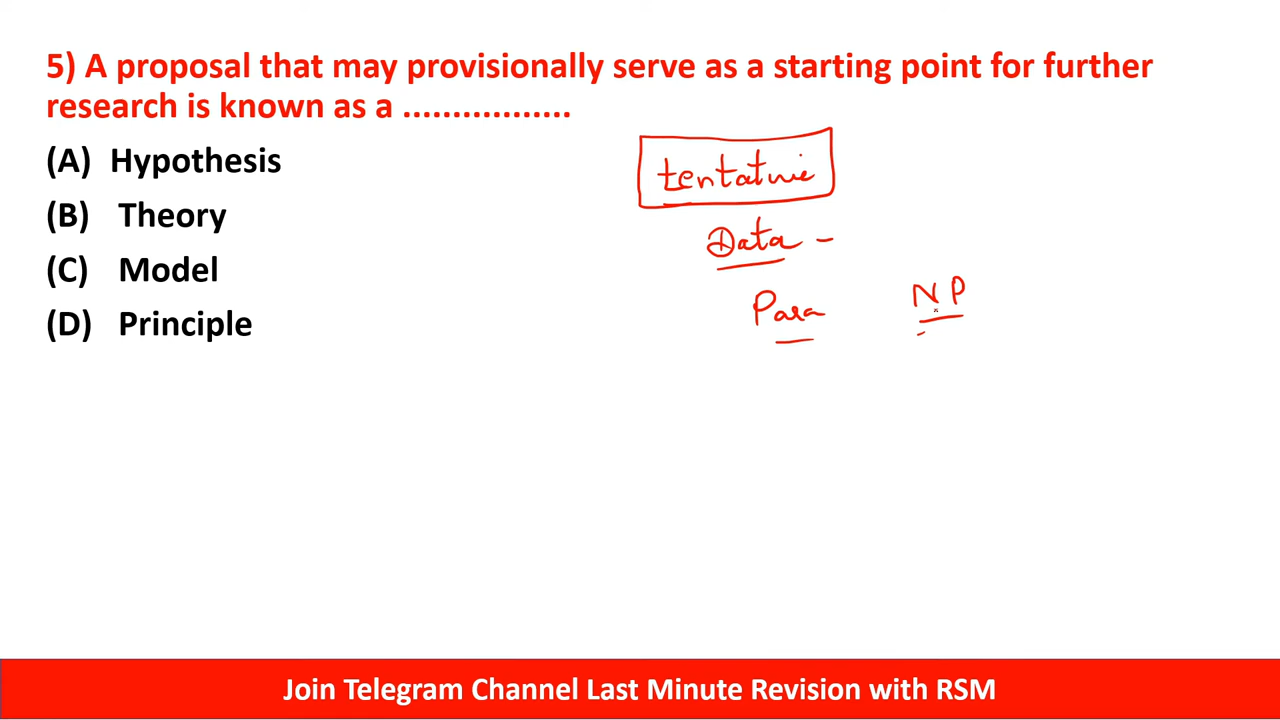 5) A proposal that may provisionally serve as a starting point for further
research is known as a .................
(A) Hypothesis
(B) Theory
(C) Model
(D) Principle
tentative
Data -
Para NP
Join Telegram Channel Last Minute Revision with RSM